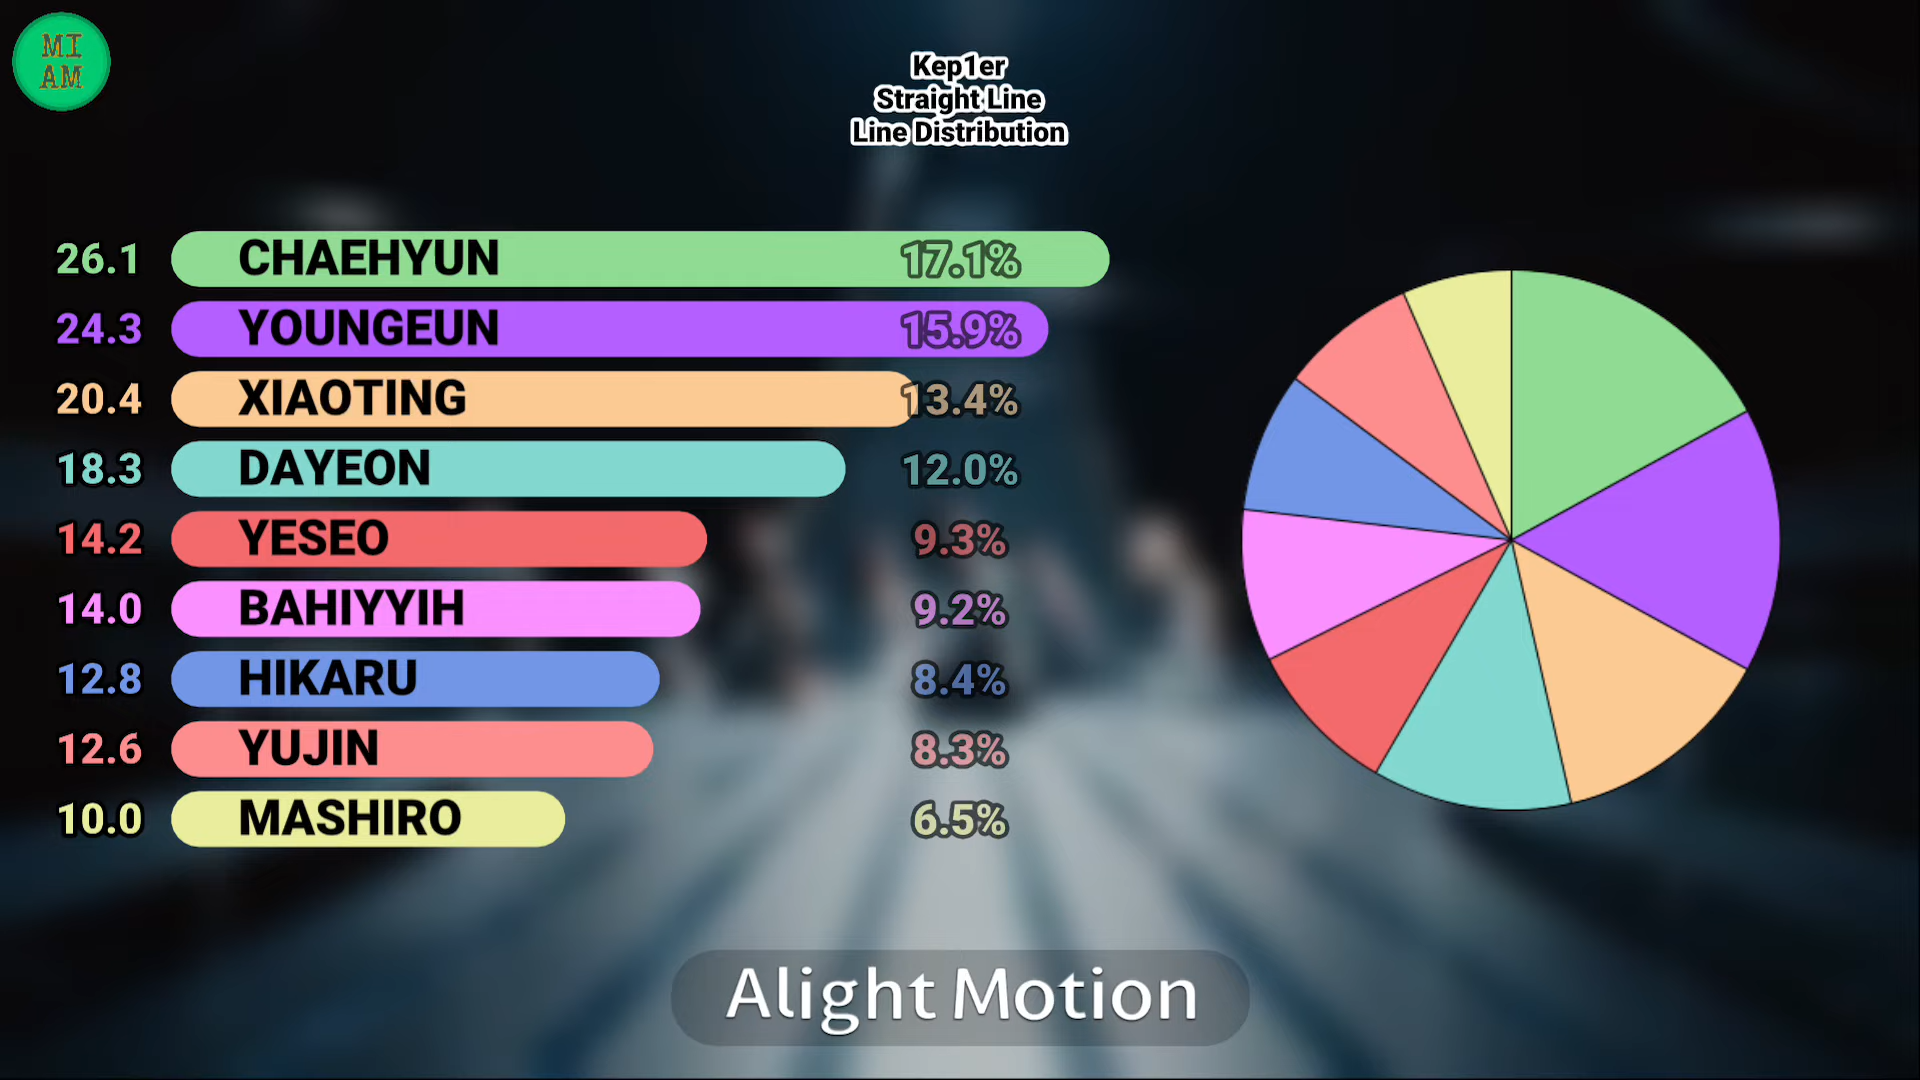 MI
AM
Kep1er
Straight Line
Line Distribution
26.1 CHAEHYUN 17.1%
24.3 YOUNGEUN 15.9%
20.4 XIAOTING 13.4%
18.3 DAYEON 12.0%
14.2 YESEO 9.3%
14.0 BAHIYYIH 9.2%
12.8 HIKARU 8.4%
12.6 YUJIN 8.3%
10.0 MASHIRO 6.5%
Alight Motion